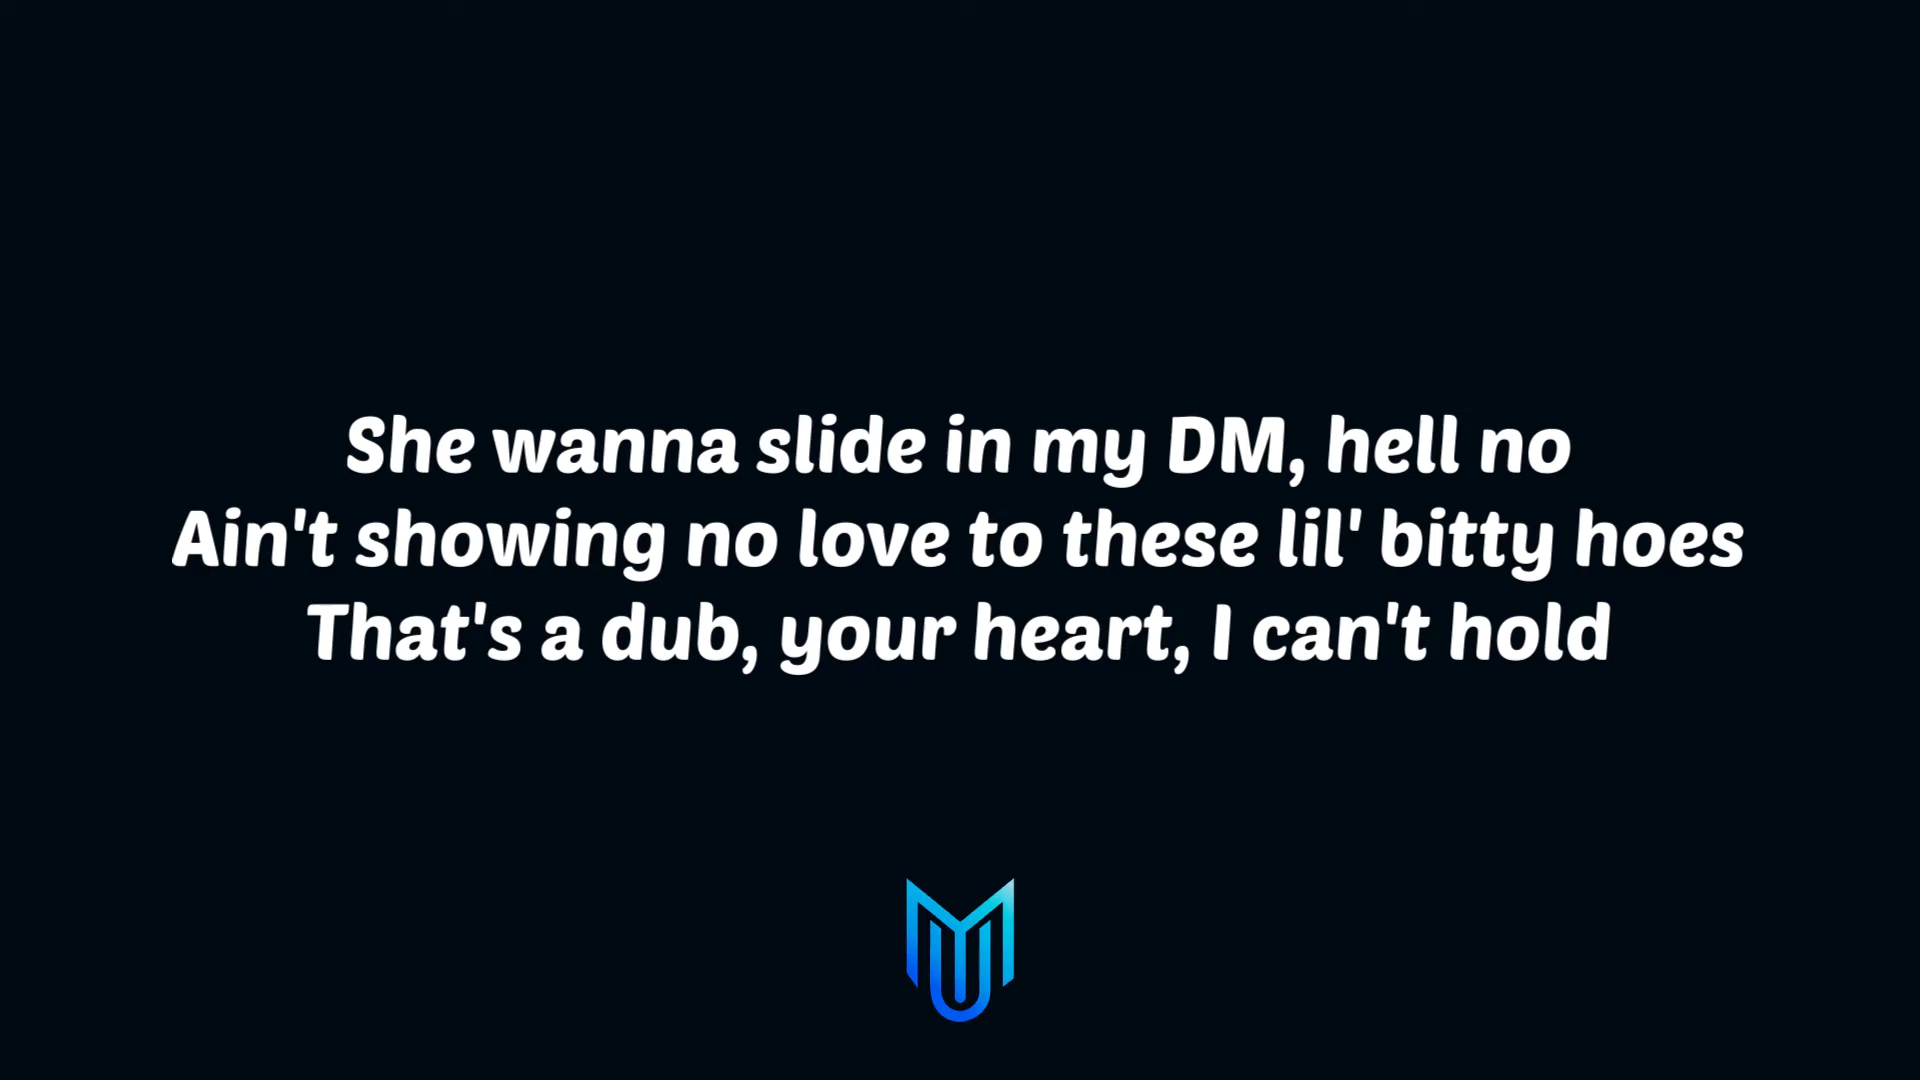 She wanna slide in my DM, hell no
Ain't showing no love to these lil' bitty hoes
That's a dub, your heart, I can't hold